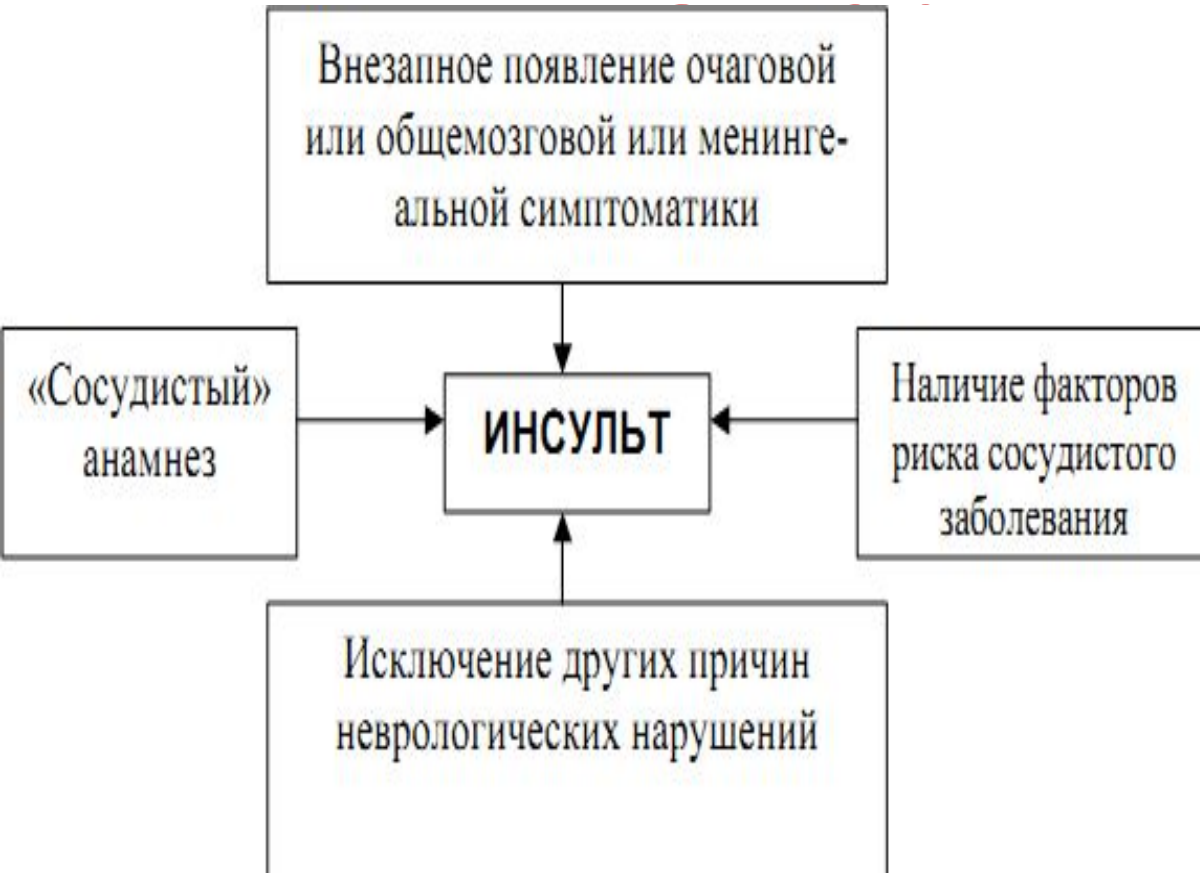 Внезапное появление очаговой
или общемозговой или менинге-
альной симптоматики
«Сосудистый»
анамнез
ИНСУЛЬТ
Наличие факторов
риска сосудистого
заболевания
Исключение других причин
неврологических нарушений